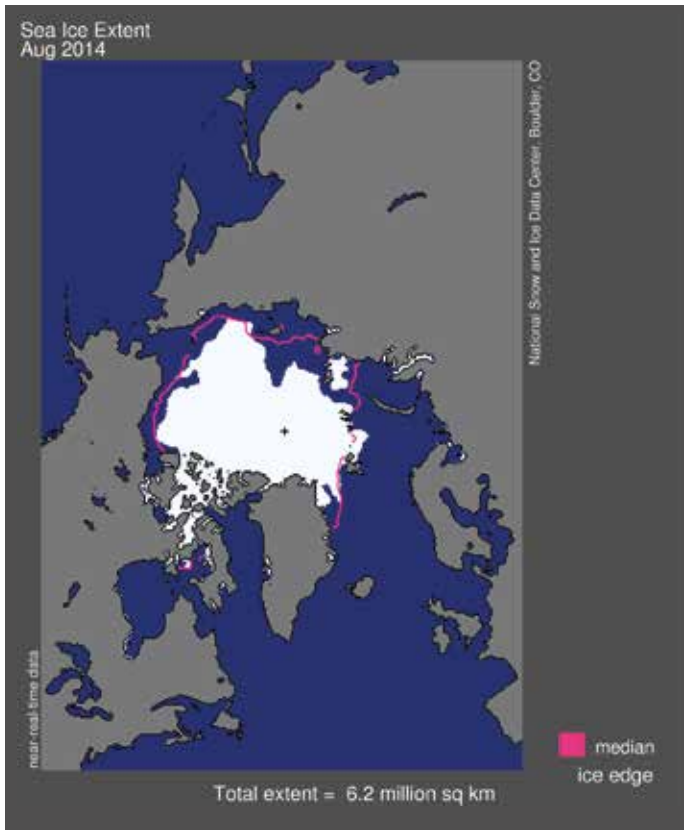 Sea Ice Extent
Aug 2014
National Snow and Ice Data Center, Boulder, CO
near-real-time data
median
ice edge
Total extent = 6.2 million sq km